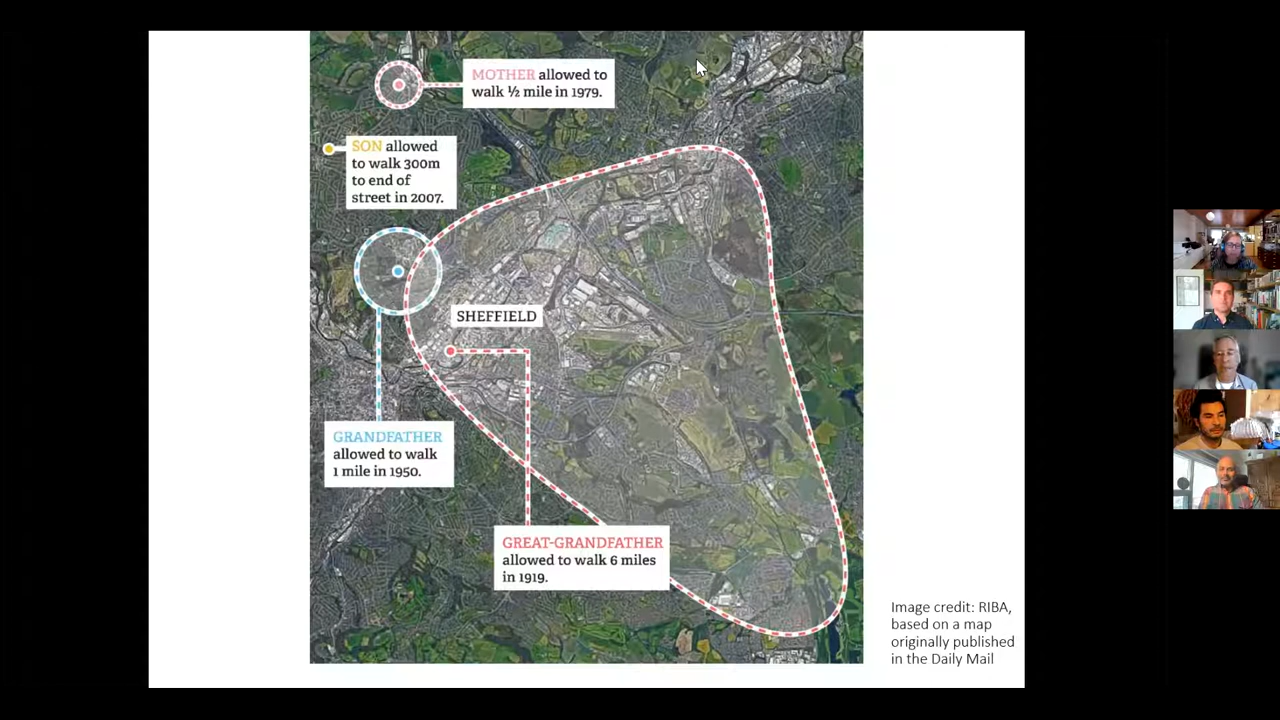 MOTHER allowed to
walk ½ mile in 1979.
SON allowed
to walk 300m
to end of
street in 2007.
SHEFFIELD
GRANDFATHER
allowed to walk
1 mile in 1950.
GREAT-GRANDFATHER
allowed to walk 6 miles
in 1919.
Image credit: RIBA,
based on a map
originally published
in the Daily Mail